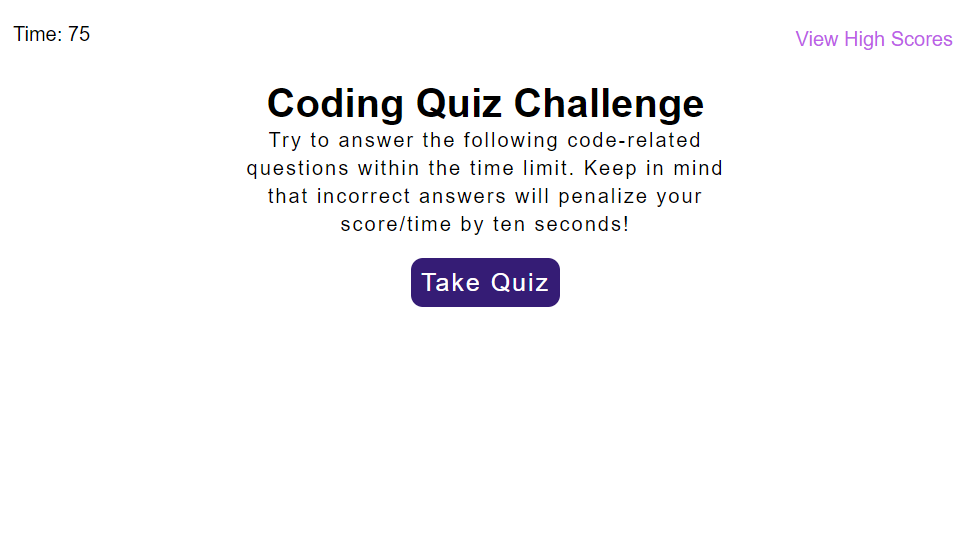 Time: 75
View High Scores
Coding Quiz Challenge
Try to answer the following code-related
questions within the time limit. Keep in mind
that incorrect answers will penalize your
score/time by ten seconds!
Take Quiz